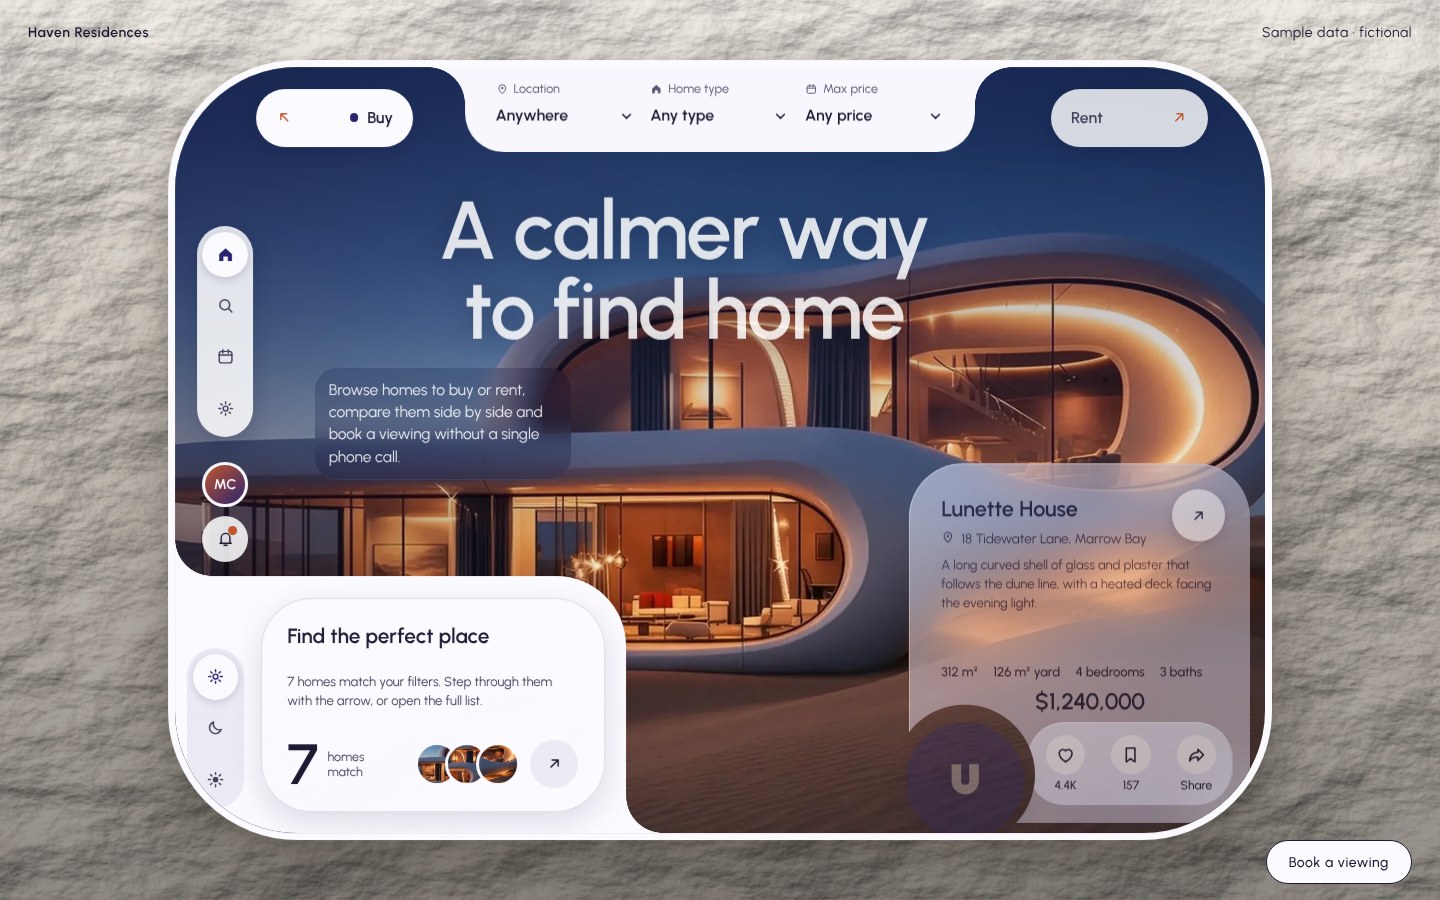 Haven Residences
Sample data · fictional
Buy
Location
Anywhere
Home type
Any type
Max price
Any price
Rent
A calmer way
to find home
Browse homes to buy or rent,
compare them side by side and
book a viewing without a single
phone call.
MC
Lunette House
18 Tidewater Lane, Marrow Bay
A long curved shell of glass and plaster that
follows the dune line, with a heated deck facing
the evening light.
312 m² 126 m² yard 4 bedrooms 3 baths
$1,240,000
4.4K
157
Share
Find the perfect place
7 homes match your filters. Step through them
with the arrow, or open the full list.
7 homes
match
Book a viewing